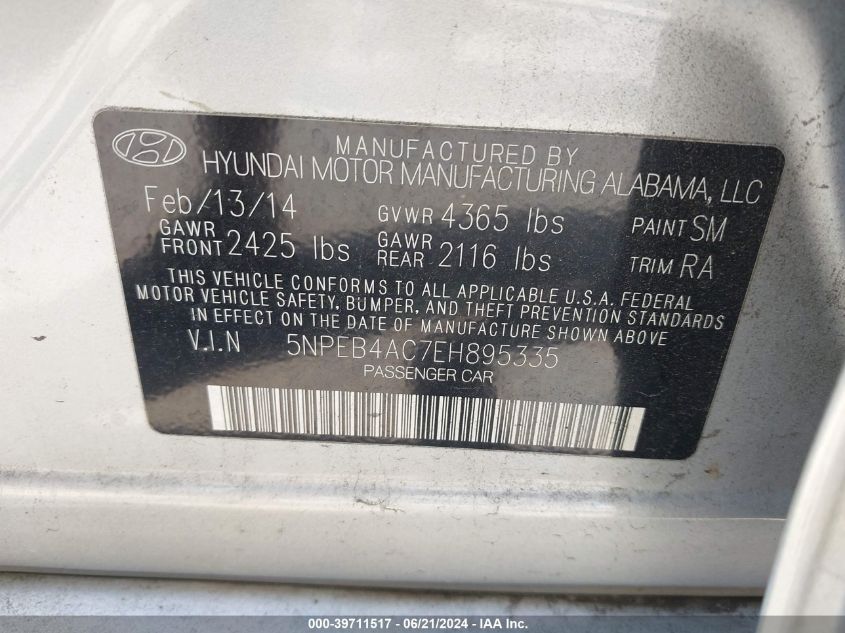 MANUFACTURED BY
HYUNDAI MOTOR MANUFACTURING ALABAMA, LLC
Feb/13/14 GVWR 4365 lbs PAINT SM
GAWR FRONT 2425 lbs GAWR REAR 2116 lbs TRIM RA
THIS VEHICLE CONFORMS TO ALL APPLICABLE U.S.A. FEDERAL
MOTOR VEHICLE SAFETY, BUMPER, AND THEFT PREVENTION STANDARDS
IN EFFECT ON THE DATE OF MANUFACTURE SHOWN ABOVE
V.I.N 5NPEB4AC7EH895335
PASSENGER CAR
000-39711517 - 06/21/2024 - © IAA, Inc.